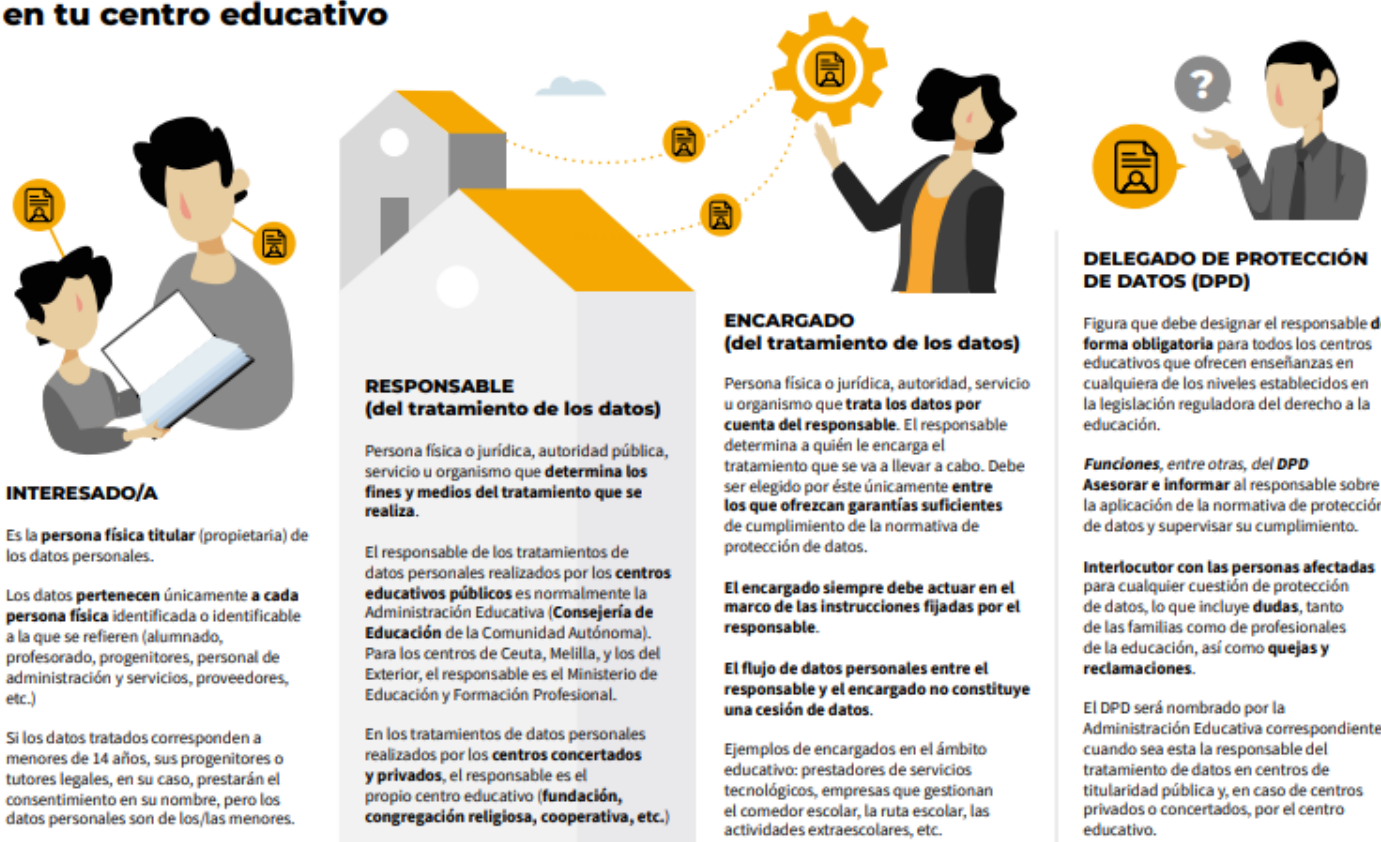 en tu centro educativo
?
INTERESADO/A
Es la persona física titular (propietaria) de
los datos personales.
Los datos pertenecen únicamente a cada
persona física identificada o identificable
a la que se refieren (alumnado,
profesorado, progenitores, personal de
administración y servicios, proveedores,
etc.)
Si los datos tratados corresponden a
menores de 14 años, sus progenitores o
tutores legales, en su caso, prestarán el
consentimiento en su nombre, pero los
datos personales son de los/las menores.
RESPONSABLE
(del tratamiento de los datos)
Persona física o jurídica, autoridad pública,
servicio u organismo que determina los
fines y medios del tratamiento que se
realiza.
El responsable de los tratamientos de
datos personales realizados por los centros
educativos públicos es normalmente la
Administración Educativa (Consejería de
Educación de la Comunidad Autónoma).
Para los centros de Ceuta, Melilla, y los del
Exterior, el responsable es el Ministerio de
Educación y Formación Profesional.
En los tratamientos de datos personales
realizados por los centros concertados
y privados, el responsable es el
propio centro educativo (fundación,
congregación religiosa, cooperativa, etc.)
ENCARGADO
(del tratamiento de los datos)
Persona física o jurídica, autoridad, servicio
u organismo que trata los datos por
cuenta del responsable. El responsable
determina a quién le encarga el
tratamiento que se va a llevar a cabo. Debe
ser elegido por éste únicamente entre
los que ofrezcan garantías suficientes
de cumplimiento de la normativa de
protección de datos.
El encargado siempre debe actuar en el
marco de las instrucciones fijadas por el
responsable.
El flujo de datos personales entre el
responsable y el encargado no constituye
una cesión de datos.
Ejemplos de encargados en el ámbito
educativo: prestadores de servicios
tecnológicos, empresas que gestionan
el comedor escolar, la ruta escolar, las
actividades extraescolares, etc.
DELEGADO DE PROTECCIÓN
DE DATOS (DPD)
Figura que debe designar el responsable d
forma obligatoria para todos los centros
educativos que ofrecen enseñanzas en
cualquiera de los niveles establecidos en
la legislación reguladora del derecho a la
educación.
Funciones, entre otras, del DPD
Asesorar e informar al responsable sobre
la aplicación de la normativa de protección
de datos y supervisar su cumplimiento.
Interlocutor con las personas afectadas
para cualquier cuestión de protección
de datos, lo que incluye dudas, tanto
de las familias como de profesionales
de la educación, así como quejas y
reclamaciones.
El DPD será nombrado por la
Administración Educativa correspondiente
cuando sea esta la responsable del
tratamiento de datos en centros de
titularidad pública y, en caso de centros
privados o concertados, por el centro
educativo.